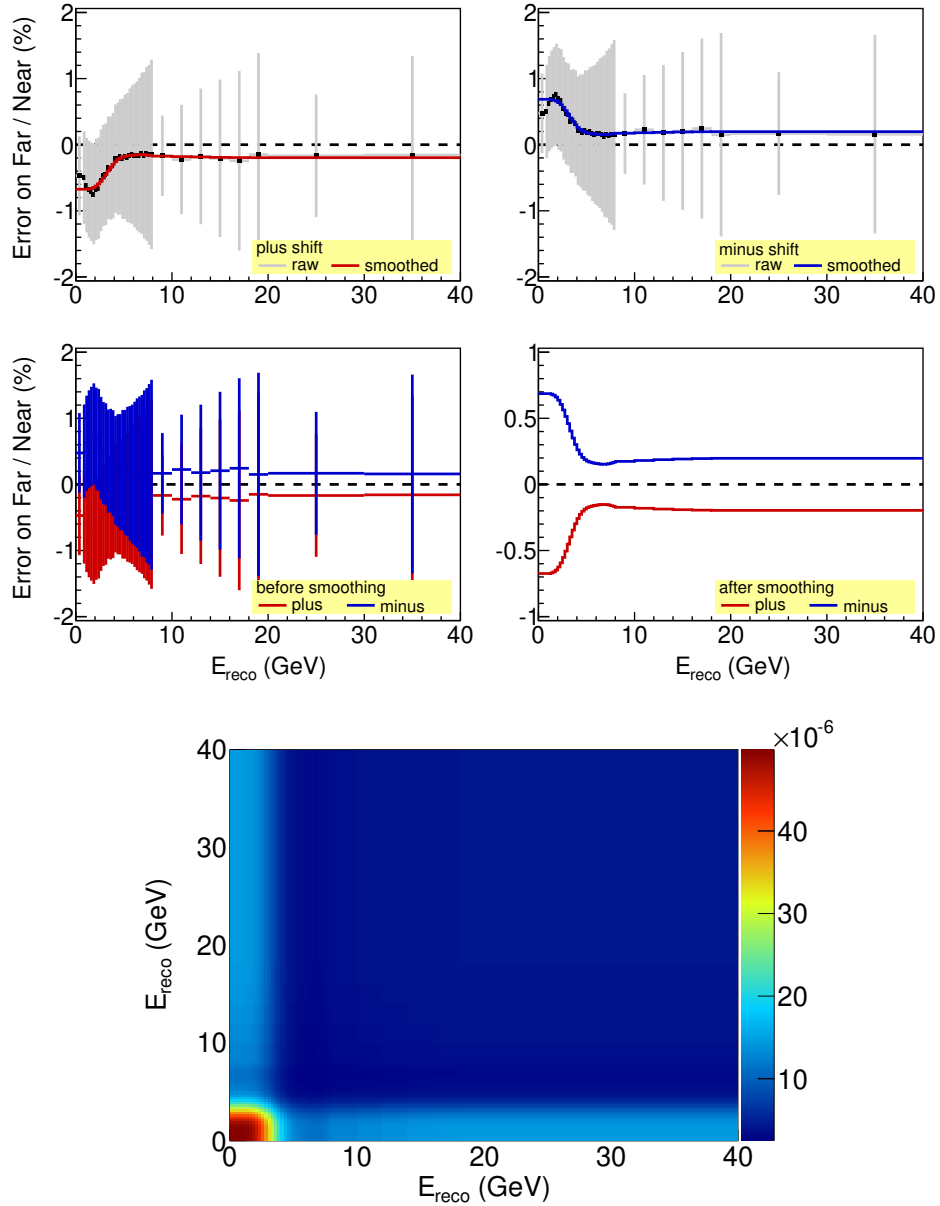 Error on Far / Near (%)
2
1
0
-1
-2
0 10 20 30 40
plus shift
raw smoothed
2
1
0
-1
-2
0 10 20 30 40
minus shift
raw smoothed
Error on Far / Near (%)
2
1
0
-1
-2
0 10 20 30 40
E_reco (GeV)
before smoothing
plus minus
1
0.5
0
-0.5
-1
0 10 20 30 40
E_reco (GeV)
after smoothing
plus minus
×10^-6
E_reco (GeV)
40
30
20
10
0
0 10 20 30 40
E_reco (GeV)
40
30
20
10